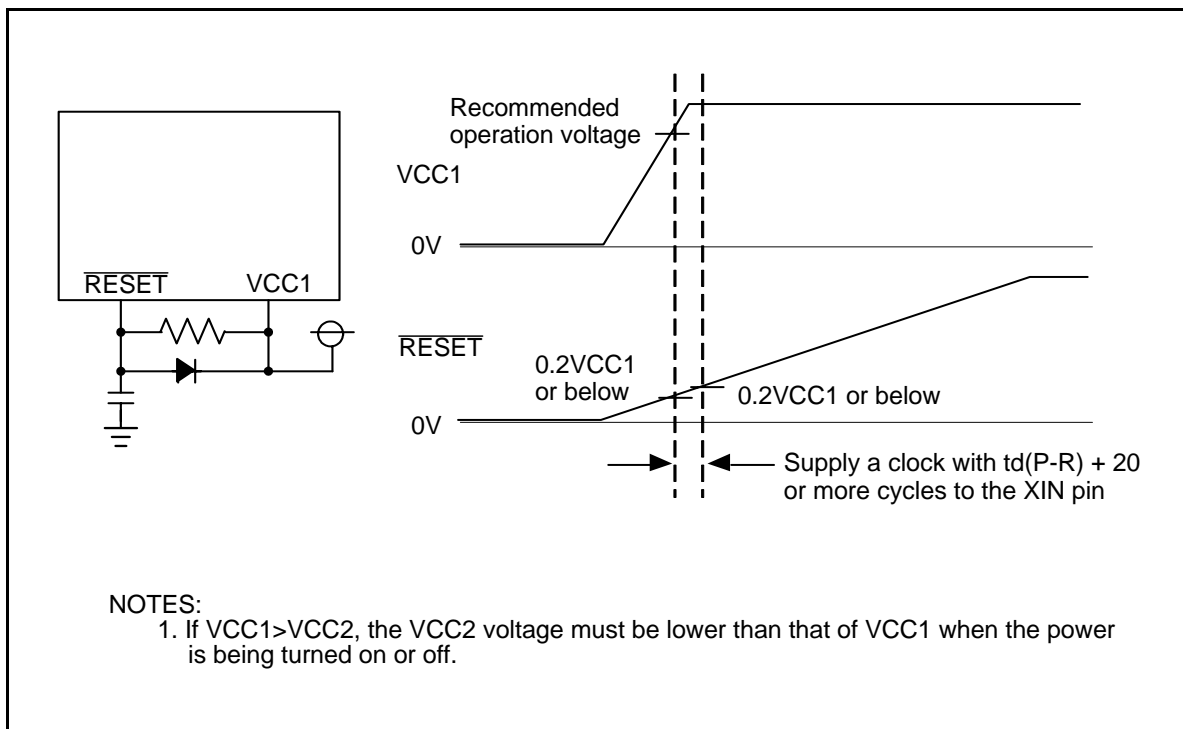 Recommended
operation voltage
VCC1
0V
RESET VCC1
RESET
0.2VCC1
or below
0.2VCC1 or below
0V
Supply a clock with td(P-R) + 20
or more cycles to the XIN pin
NOTES:
1. If VCC1>VCC2, the VCC2 voltage must be lower than that of VCC1 when the power
is being turned on or off.